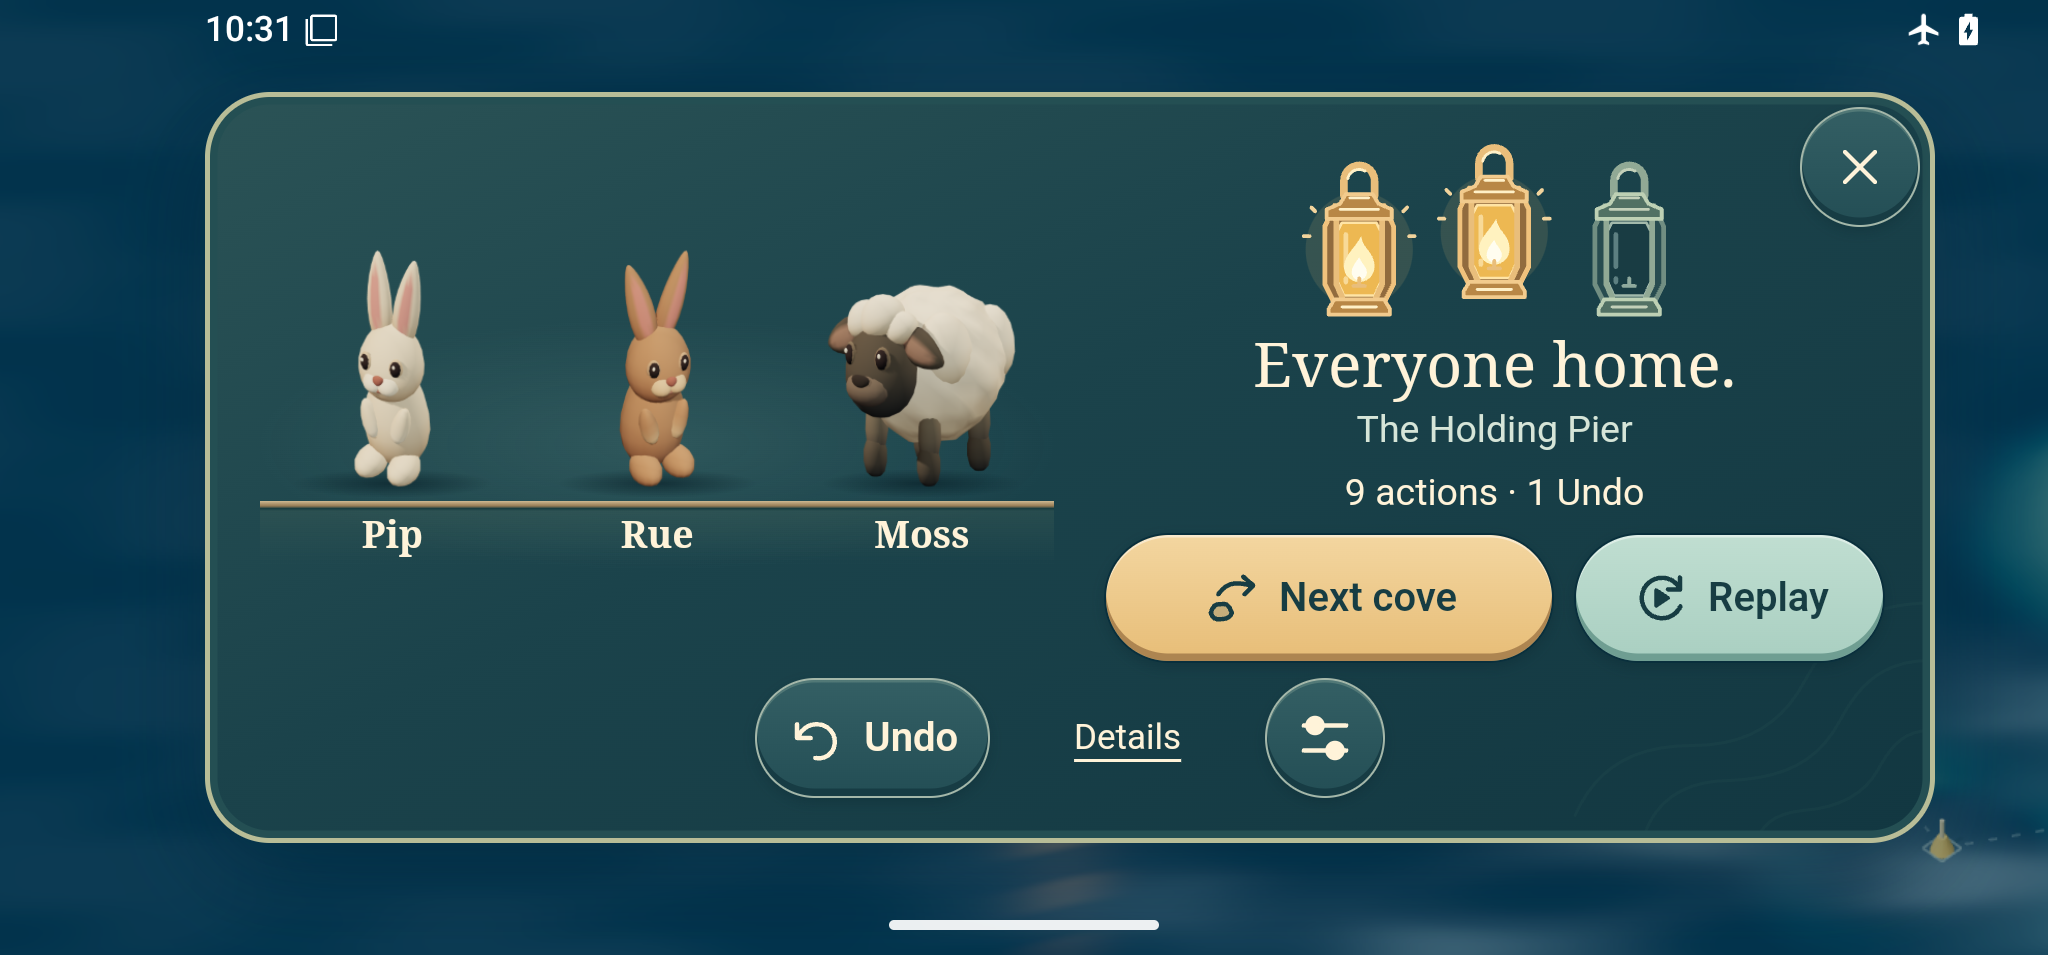 10:31
Pip
Rue
Moss
Everyone home.
The Holding Pier
9 actions · 1 Undo
Next cove
Replay
Undo
Details